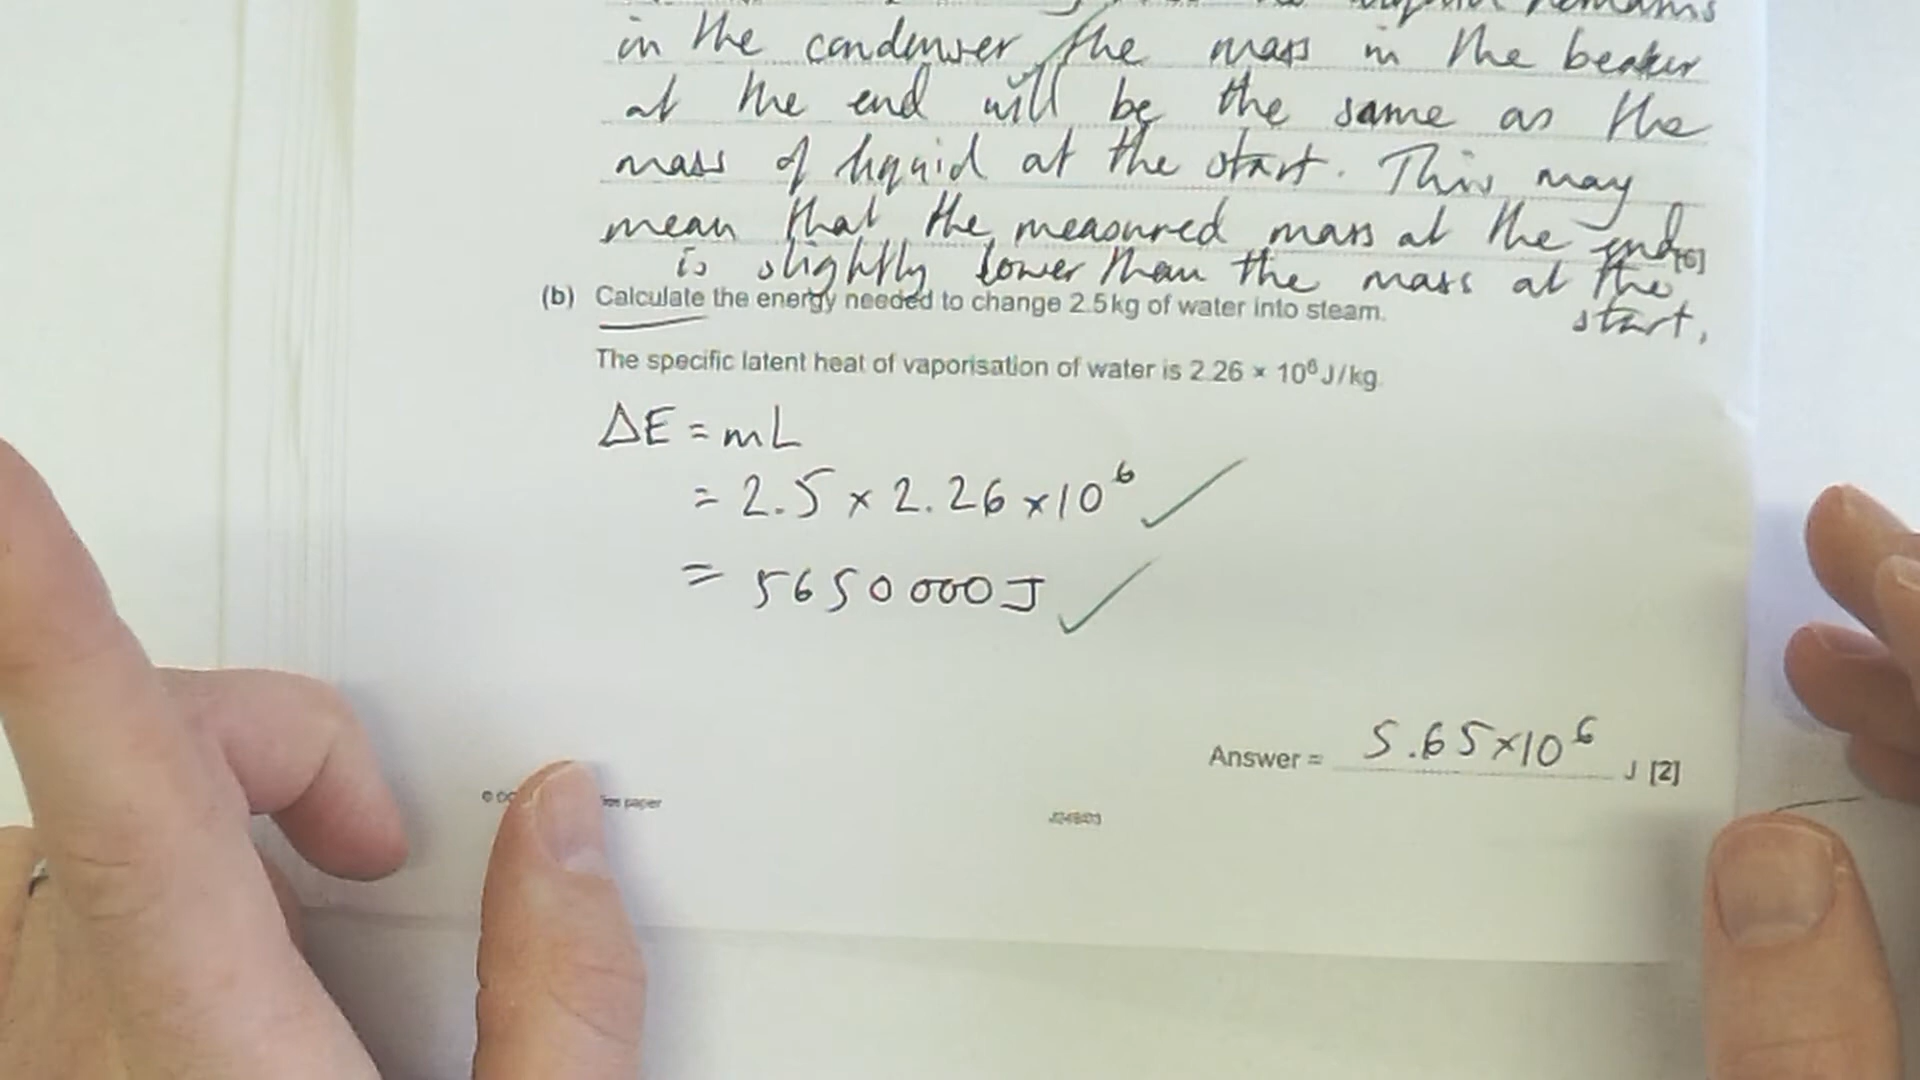 remains
in the condenser the mass in the beaker
at the end will be the same as the
mass of liquid at the start. This may
mean that the measured mass at the end
[6]
is slightly lower than the mass at the
start.
(b) Calculate the energy needed to change 2.5 kg of water into steam.
The specific latent heat of vaporisation of water is 2.26 × 10⁶ J/kg.
ΔE = mL
= 2.5 × 2.26 × 10⁶
= 5650000 J
Answer = 5.65×10⁶ J [2]
paper